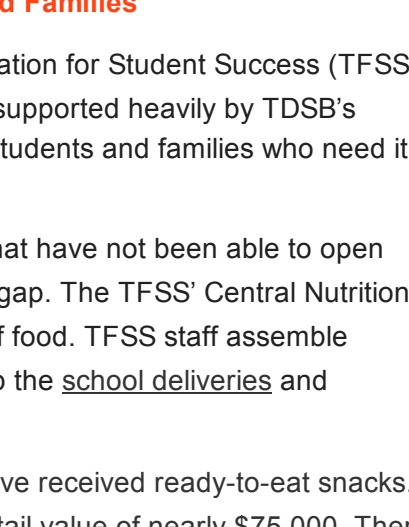 d Families
ation for Student Success (TFSS
supported heavily by TDSB's
tudents and families who need it
hat have not been able to open
gap. The TFSS' Central Nutrition
f food. TFSS staff assemble
o the school deliveries and
ve received ready-to-eat snacks.
tail value of nearly $75,000. Ther